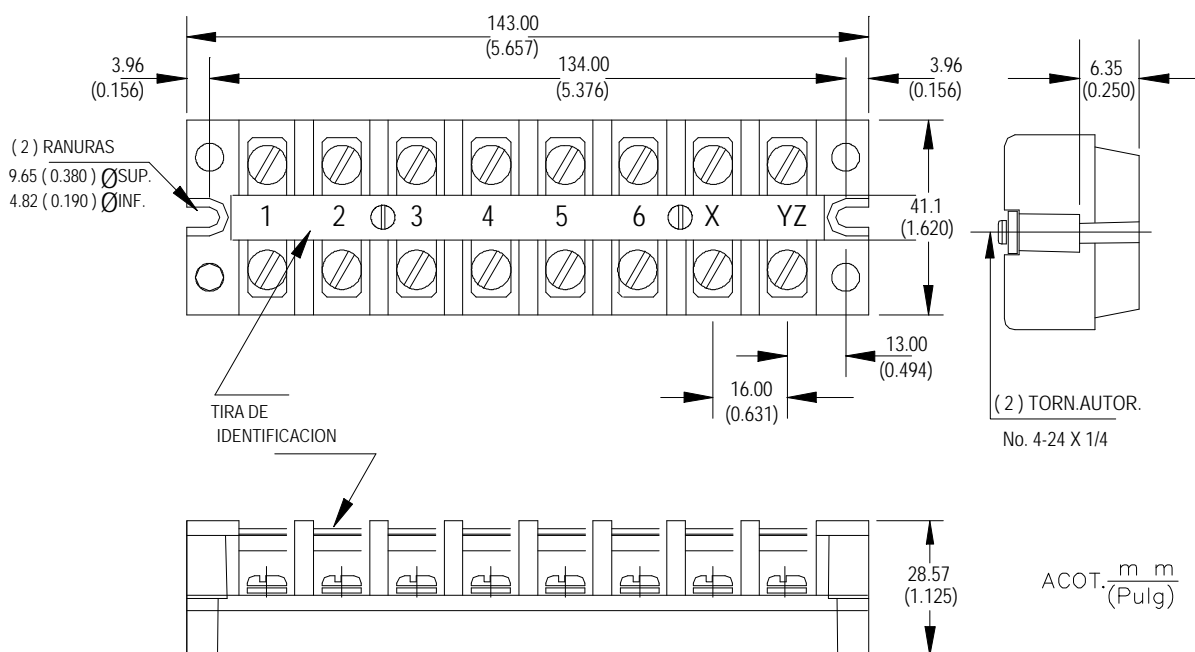 143.00
(5.657)
3.96
(0.156)
134.00
(5.376)
3.96
(0.156)
6.35
(0.250)
( 2 ) RANURAS
9.65 ( 0.380 ) Ø SUP.
4.82 ( 0.190 ) Ø INF.
1 2 3 4 5 6 X YZ
41.1
(1.620)
13.00
(0.494)
16.00
(0.631)
TIRA DE
IDENTIFICACION
( 2 ) TORN.AUTOR.
No. 4-24 X 1/4
28.57
(1.125)
ACOT. m m
(Pulg)